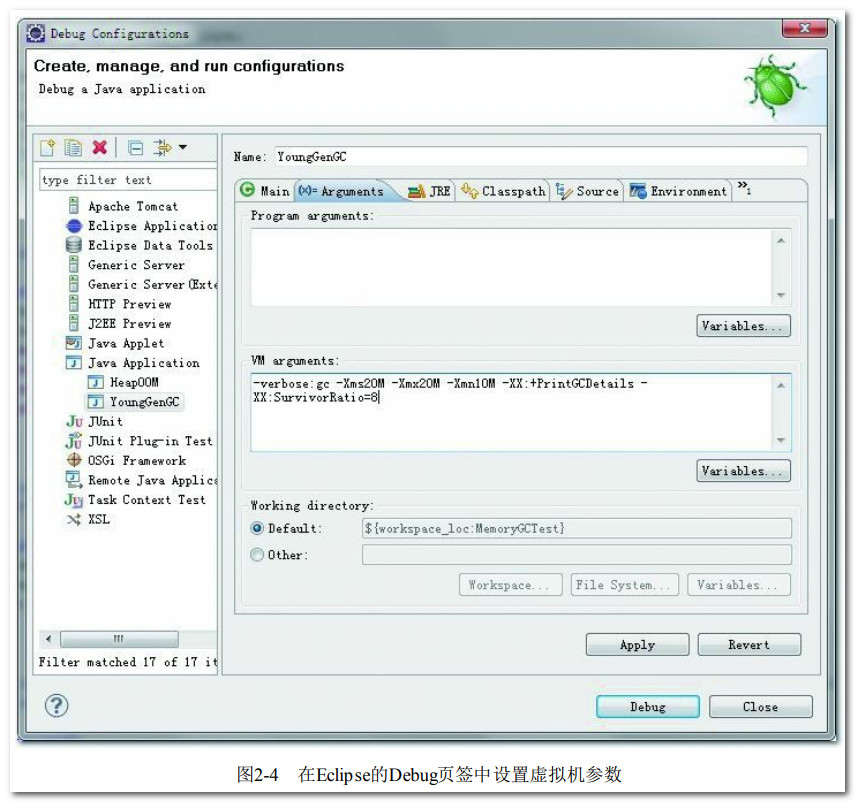 Debug Configurations
Create, manage, and run configurations
Debug a Java application
type filter text
Apache Tomcat
Eclipse Application
Eclipse Data Tools
Generic Server
Generic Server(Exte
HTTP Preview
J2EE Preview
Java Applet
Java Application
HeapOOM
YoungGenGC
JUnit
JUnit Plug-in Test
OSGi Framework
Remote Java Applica
Task Context Test
XSL
Filter matched 17 of 17 it
Name: YoungGenGC
Main (x)= Arguments JRE Classpath Source Environment »1
Program arguments:
Variables...
VM arguments:
-verbose:gc -Xms20M -Xmx20M -Xmn10M -XX:+PrintGCDetails -
XX:SurvivorRatio=8
Variables...
Working directory:
Default: ${workspace_loc:MemoryGCTest}
Other:
Workspace... File System... Variables...
Apply Revert
Debug Close
图2-4 在Eclipse的Debug页签中设置虚拟机参数